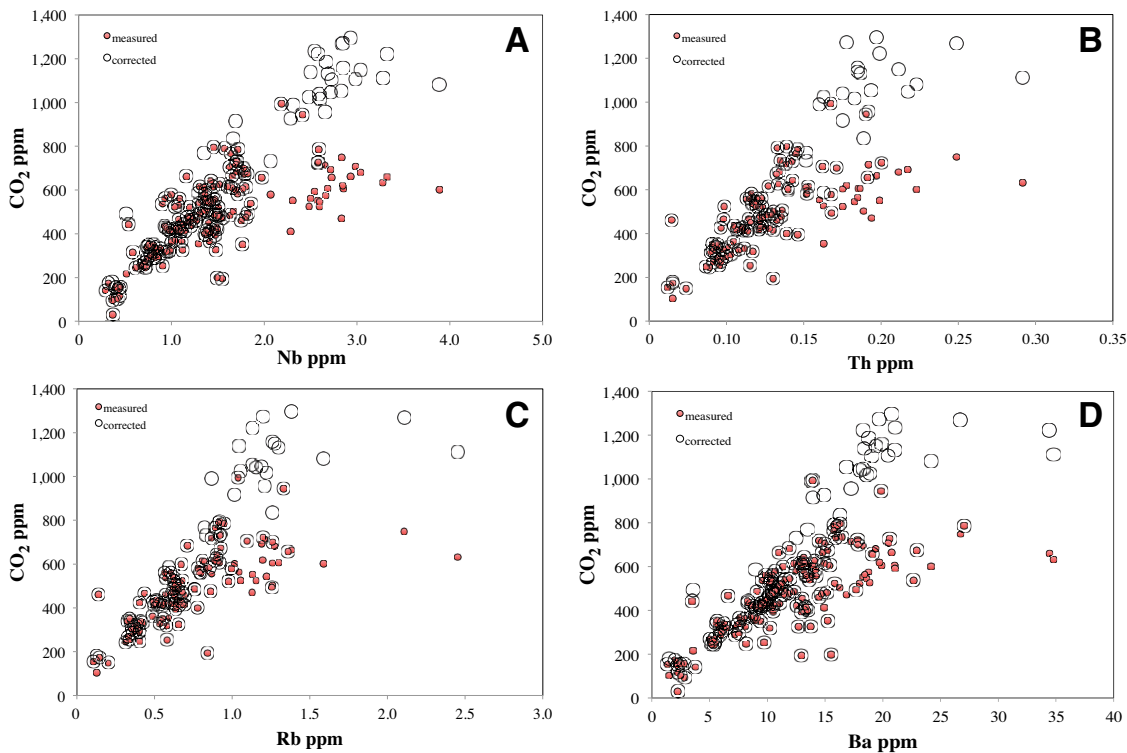 A
measured
corrected
1,400
1,200
1,000
800
600
400
200
0
CO2 ppm
0 1.0 2.0 3.0 4.0 5.0
Nb ppm
B
measured
corrected
1,400
1,200
1,000
800
600
400
200
0
CO2 ppm
0 0.10 0.15 0.20 0.25 0.30 0.35
Th ppm
C
measured
corrected
1,400
1,200
1,000
800
600
400
200
0
CO2 ppm
0 0.5 1.0 1.5 2.0 2.5 3.0
Rb ppm
D
measured
corrected
1,400
1,200
1,000
800
600
400
200
0
CO2 ppm
0 5 10 15 20 25 30 35 40
Ba ppm